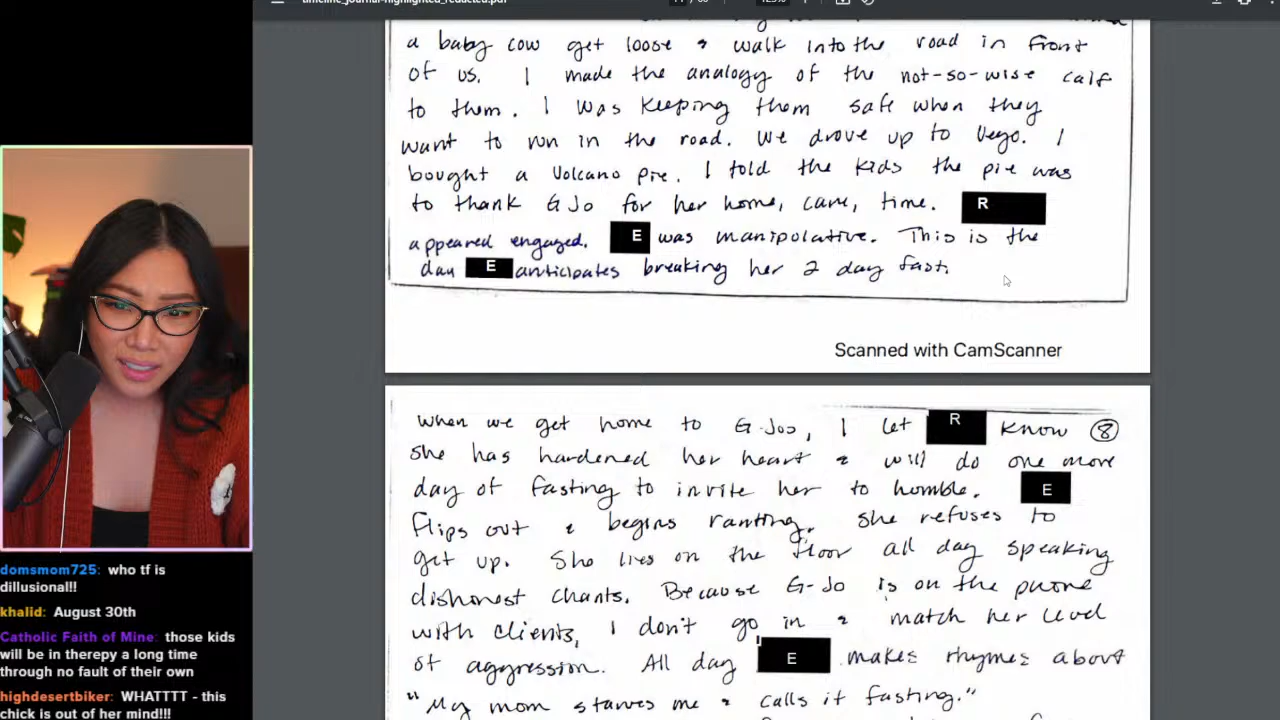 timeline_journal-highlighted_redacted.pdf
a baby cow get loose & walk into the road in front
of us. I made the analogy of the not-so-wise calf
to them. I was keeping them safe when they
want to run in the road. We drove up to Veyo. I
bought a Volcano Pie. I told the kids the pie was
to thank G Jo for her home, care, time. R
appeared engaged. E was manipulative. This is the
day E anticipates breaking her 2 day fast.
Scanned with CamScanner
When we get home to G-Jos, I let R know 8
she has hardened her heart & will do one more
day of fasting to invite her to homble. E
flips out & begins ranting. She refuses to
get up. She lies on the floor all day speaking
dishonest chants. Because G-Jo is on the phone
with clients, I don't go in & match her level
of aggression. All day E makes rhymes about
"My mom starves me & calls it fasting."
domsmom725: who tf is
dillusional!!
khalid: August 30th
Catholic Faith of Mine: those kids
will be in therepy a long time
through no fault of their own
highdesertbiker: WHATTTT - this
chick is out of her mind!!!